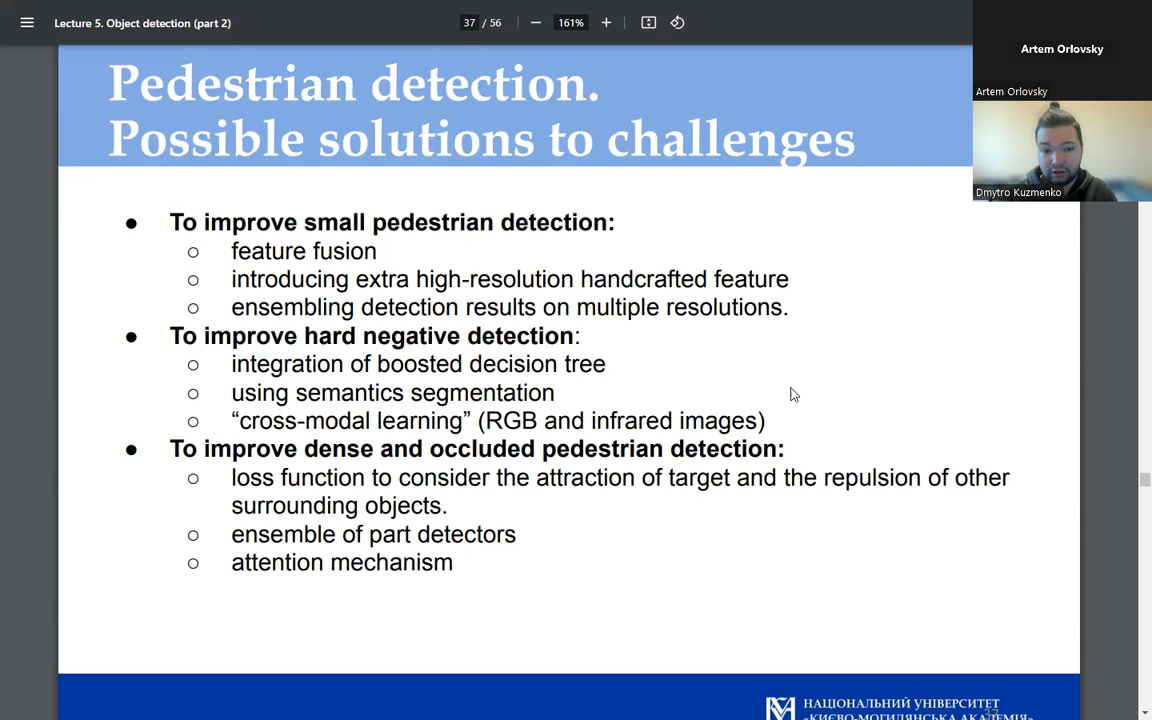 Lecture 5. Object detection (part 2)
37 / 56
161%
Artem Orlovsky
Artem Orlovsky
Dmytro Kuzmenko
Pedestrian detection.
Possible solutions to challenges
● To improve small pedestrian detection:
○ feature fusion
○ introducing extra high-resolution handcrafted feature
○ ensembling detection results on multiple resolutions.
● To improve hard negative detection:
○ integration of boosted decision tree
○ using semantics segmentation
○ “cross-modal learning” (RGB and infrared images)
● To improve dense and occluded pedestrian detection:
○ loss function to consider the attraction of target and the repulsion of other
surrounding objects.
○ ensemble of part detectors
○ attention mechanism
НАЦІОНАЛЬНИЙ УНІВЕРСИТЕТ
«КИЄВО-МОГИЛЯНСЬКА АКАДЕМІЯ»
37